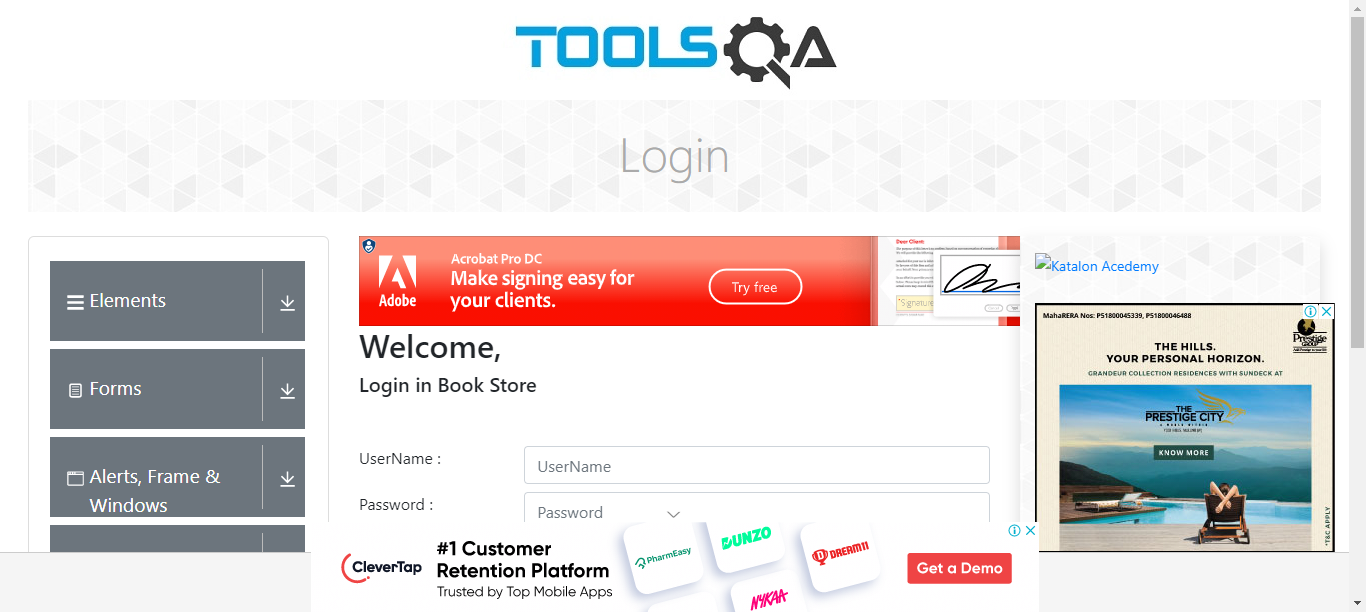 TOOLSQA
Login
Elements
Forms
Alerts, Frame &
Windows
Adobe
Acrobat Pro DC
Make signing easy for
your clients.
Try free
Dear Client:
"Signature
Welcome,
Login in Book Store
UserName :
UserName
Password :
Password
Katalon Acedemy
MahaRERA Nos: P51800045339, P51800046488
Prestige
GROUP
THE HILLS.
YOUR PERSONAL HORIZON.
GRANDEUR COLLECTION RESIDENCES WITH SUNDECK AT
THE
PRESTIGE CITY
KNOW MORE
*T&C APPLY
CleverTap
#1 Customer
Retention Platform
Trusted by Top Mobile Apps
PharmEasy
DUNZO
DREAM11
NYKAA
Get a Demo